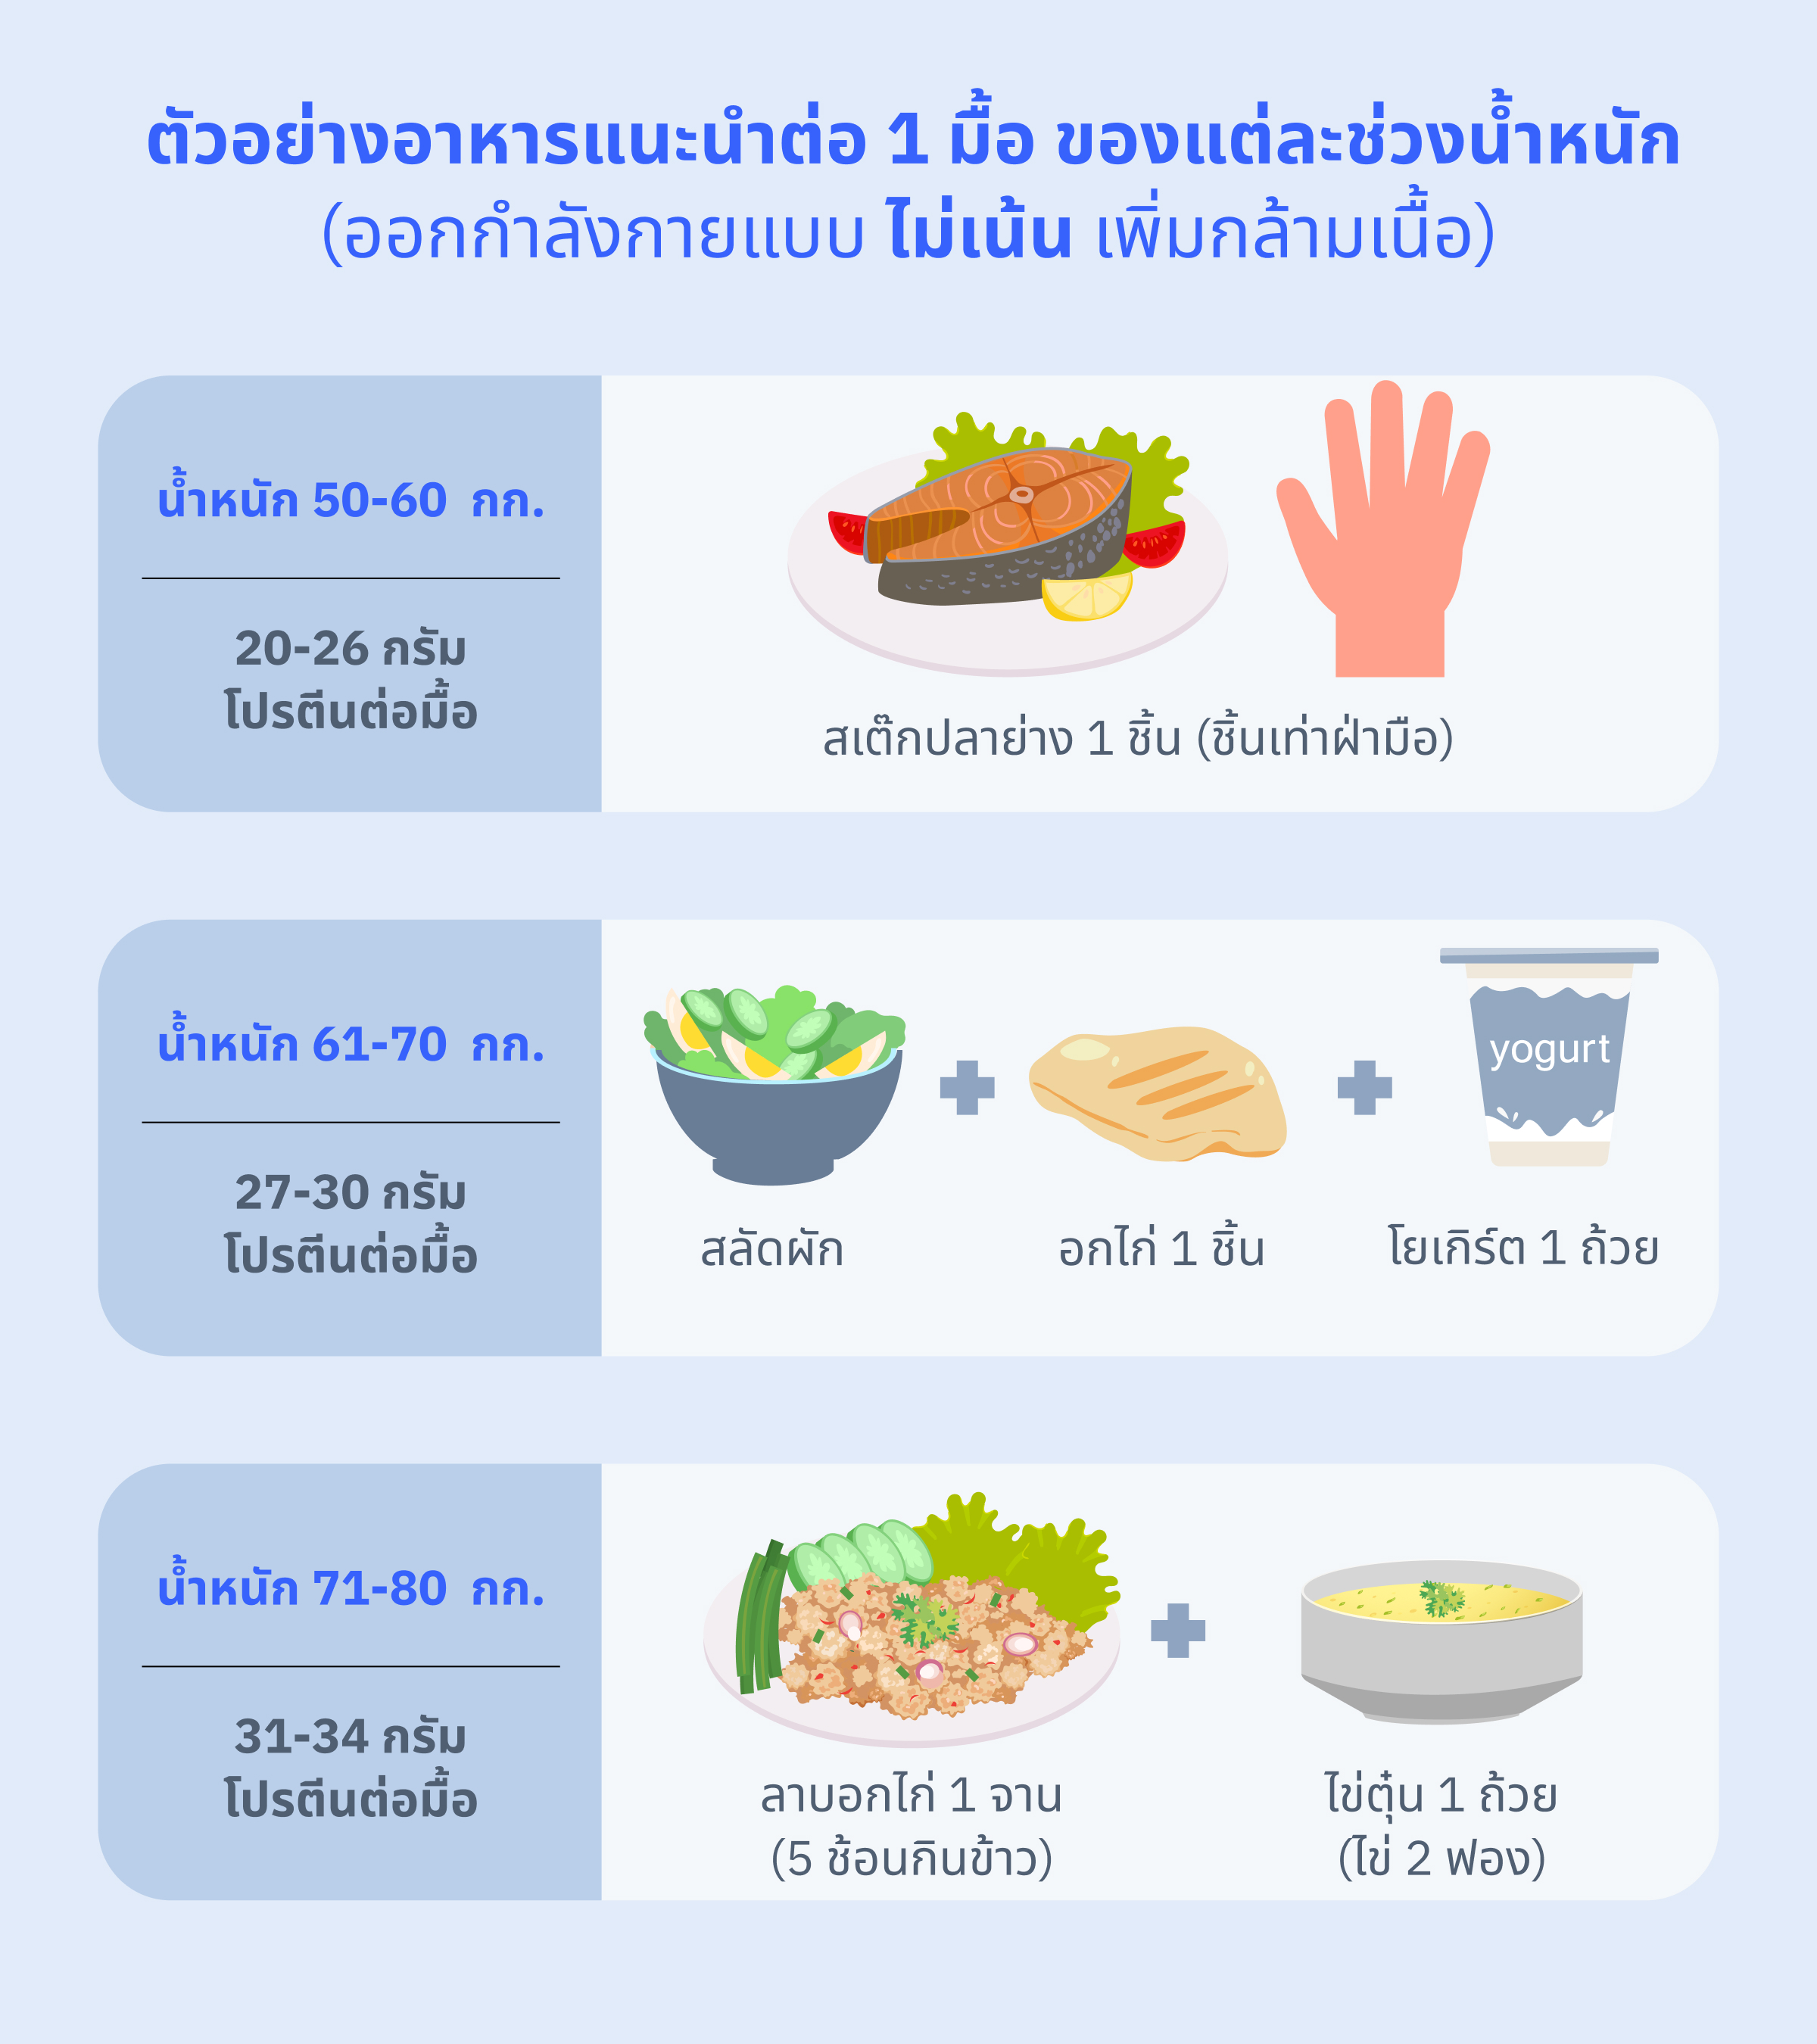 ตัวอย่างอาหารแนะนำต่อ 1 มื้อ ของแต่ละช่วงน้ำหนัก
(ออกกำลังกายแบบ ไม่เน้น เพิ่มกล้ามเนื้อ)
น้ำหนัก 50-60 กก.
20-26 กรัม
โปรตีนต่อมื้อ
สเต๊กปลาย่าง 1 ชิ้น (ชิ้นเท่าฝ่ามือ)
น้ำหนัก 61-70 กก.
27-30 กรัม
โปรตีนต่อมื้อ
yogurt
สลัดผัก
อกไก่ 1 ชิ้น
โยเกิร์ต 1 ถ้วย
น้ำหนัก 71-80 กก.
31-34 กรัม
โปรตีนต่อมื้อ
ลาบอกไก่ 1 จาน
(5 ช้อนกินข้าว)
ไข่ตุ๋น 1 ถ้วย
(ไข่ 2 ฟอง)